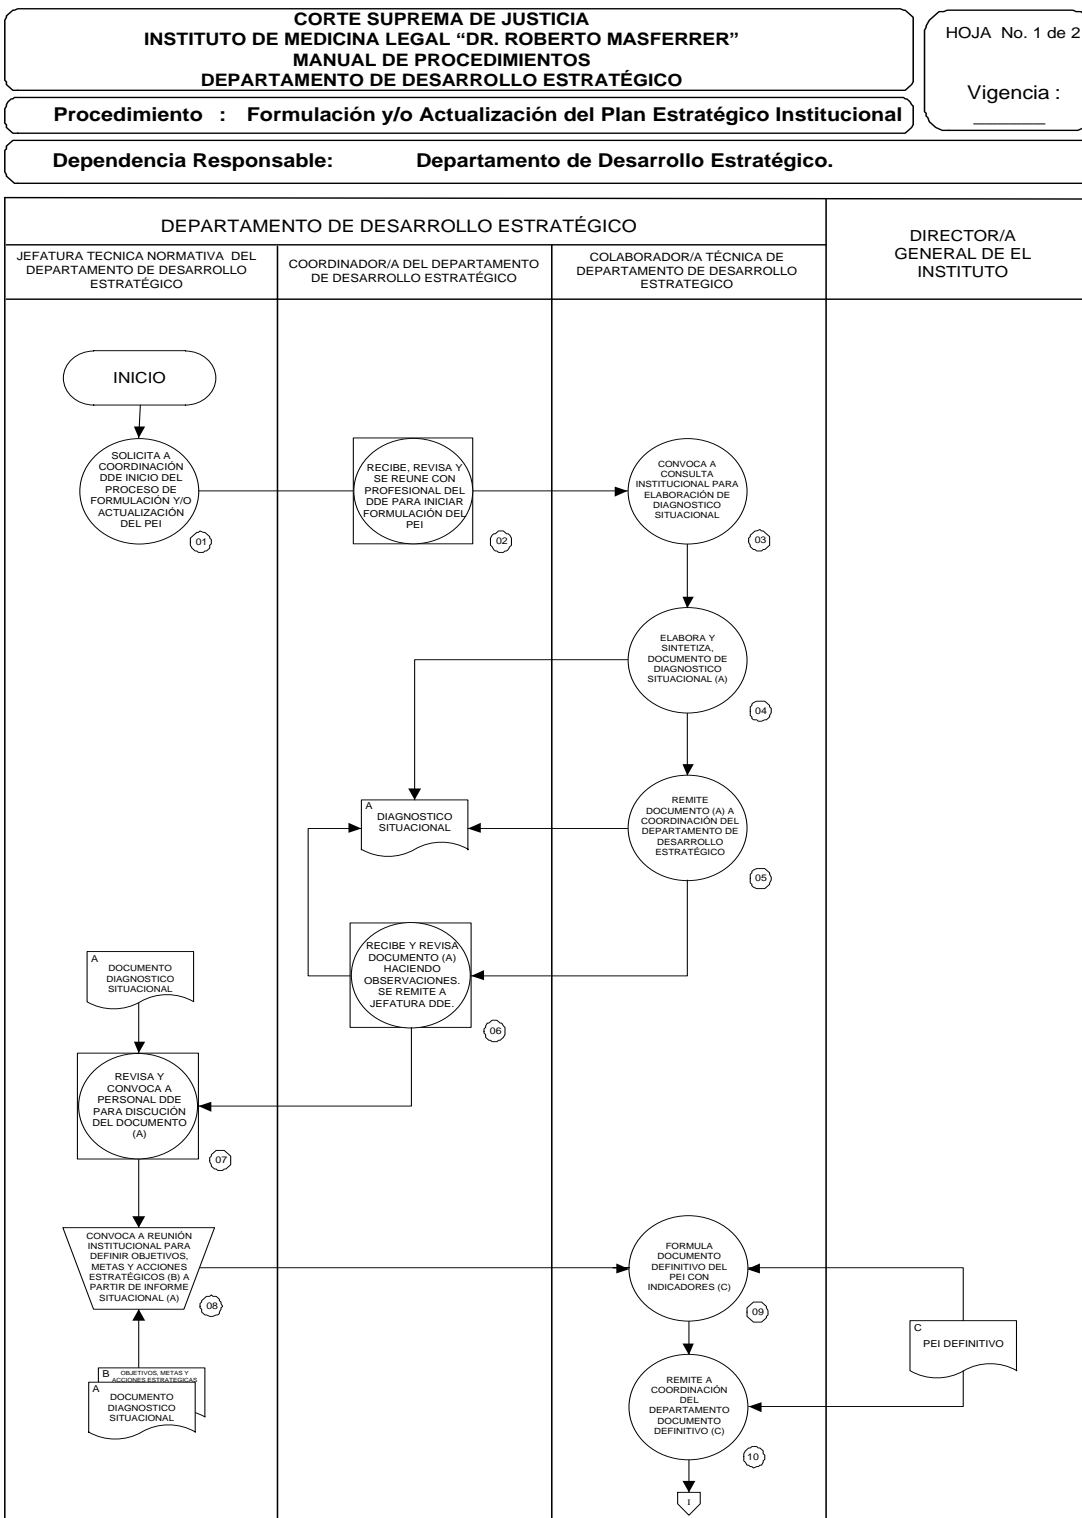 CORTE SUPREMA DE JUSTICIA
INSTITUTO DE MEDICINA LEGAL “DR. ROBERTO MASFERRER”
MANUAL DE PROCEDIMIENTOS
DEPARTAMENTO DE DESARROLLO ESTRATÉGICO
HOJA No. 1 de 2
Vigencia :
Procedimiento : Formulación y/o Actualización del Plan Estratégico Institucional
Dependencia Responsable: Departamento de Desarrollo Estratégico.
DEPARTAMENTO DE DESARROLLO ESTRATÉGICO
JEFATURA TECNICA NORMATIVA DEL
DEPARTAMENTO DE DESARROLLO
ESTRATÉGICO
COORDINADOR/A DEL DEPARTAMENTO
DE DESARROLLO ESTRATÉGICO
COLABORADOR/A TÉCNICA DE
DEPARTAMENTO DE DESARROLLO
ESTRATEGICO
DIRECTOR/A
GENERAL DE EL
INSTITUTO
INICIO
SOLICITA A
COORDINACIÓN
DDE INICIO DEL
PROCESO DE
FORMULACIÓN Y/O
ACTUALIZACIÓN
DEL PEI
01
RECIBE, REVISA Y
SE REUNE CON
PROFESIONAL DEL
DDE PARA INICIAR
FORMULACIÓN DEL
PEI
02
CONVOCA A
CONSULTA
INSTITUCIONAL PARA
ELABORACIÓN DE
DIAGNOSTICO
SITUACIONAL
03
ELABORA Y
SINTETIZA,
DOCUMENTO DE
DIAGNOSTICO
SITUACIONAL (A)
04
A
DIAGNOSTICO
SITUACIONAL
REMITE
DOCUMENTO (A) A
COORDINACIÓN DEL
DEPARTAMENTO DE
DESARROLLO
ESTRATÉGICO
05
RECIBE Y REVISA
DOCUMENTO (A)
HACIENDO
OBSERVACIONES.
SE REMITE A
JEFATURA DDE.
06
A
DOCUMENTO
DIAGNOSTICO
SITUACIONAL
REVISA Y
CONVOCA A
PERSONAL DDE
PARA DISCUCIÓN
DEL DOCUMENTO
(A)
07
CONVOCA A REUNIÓN
INSTITUCIONAL PARA
DEFINIR OBJETIVOS,
METAS Y ACCIONES
ESTRATÉGICOS (B) A
PARTIR DE INFORME
SITUACIONAL (A)
08
B
OBJETIVOS, METAS Y
ACCIONES ESTRATEGICAS
A
DOCUMENTO
DIAGNOSTICO
SITUACIONAL
FORMULA
DOCUMENTO
DEFINITIVO DEL
PEI CON
INDICADORES (C)
09
C
PEI DEFINITIVO
REMITE A
COORDINACIÓN
DEL
DEPARTAMENTO
DOCUMENTO
DEFINITIVO (C)
10
1